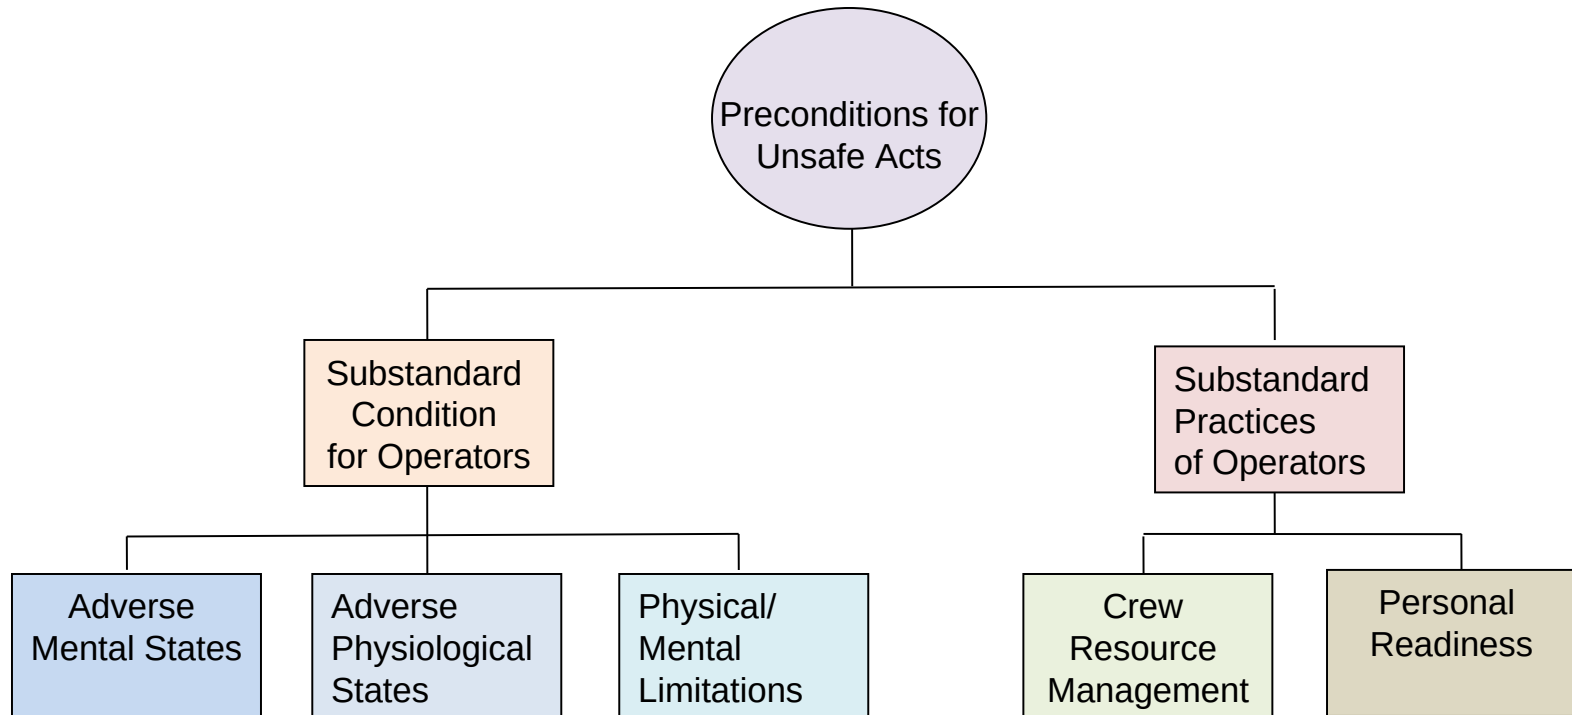 Preconditions for
Unsafe Acts
Substandard
Condition
for Operators
Substandard
Practices
of Operators
Adverse
Mental States
Adverse
Physiological
States
Physical/
Mental
Limitations
Crew
Resource
Management
Personal
Readiness